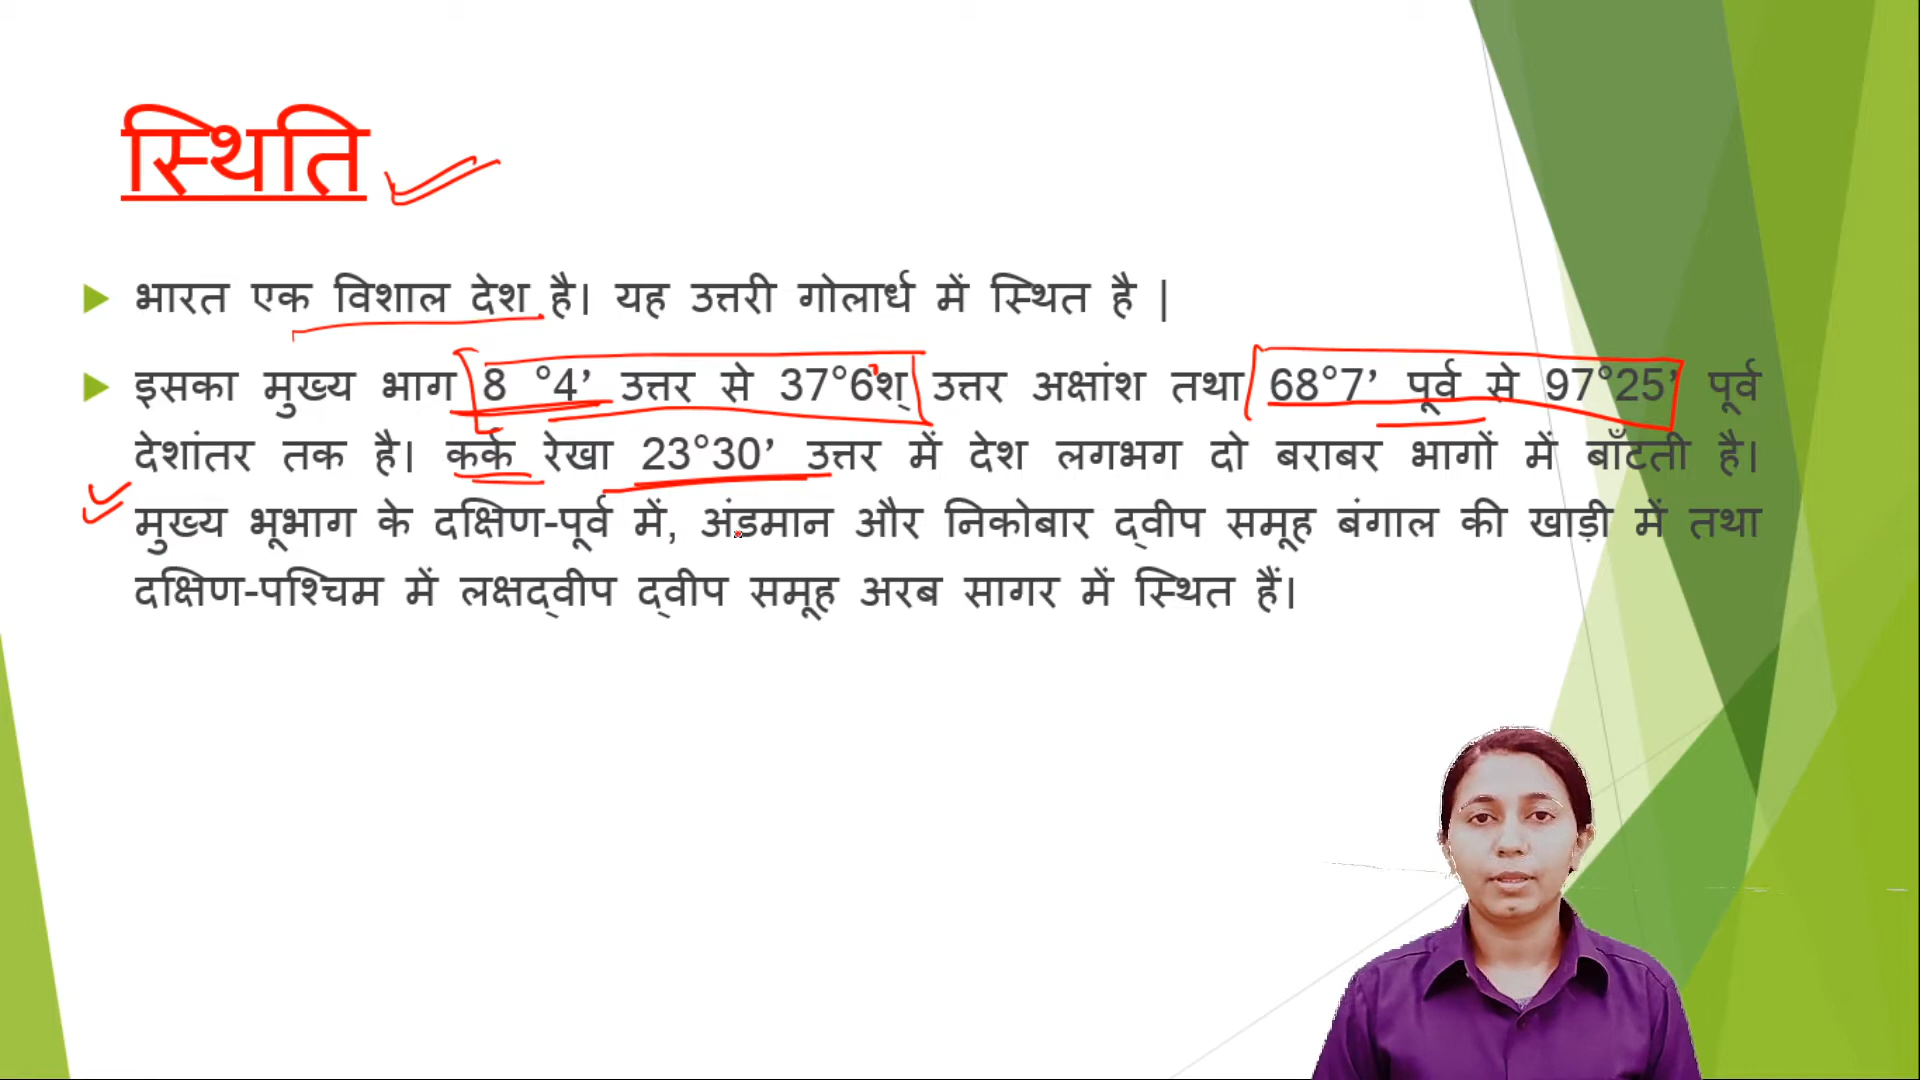 स्थिति
भारत एक विशाल देश है। यह उत्तरी गोलार्ध में स्थित है |
इसका मुख्य भाग 8 °4’ उत्तर से 37°6’श् उत्तर अक्षांश तथा 68°7’ पूर्व से 97°25’ पूर्व
देशांतर तक है। कर्क रेखा 23°30’ उत्तर में देश लगभग दो बराबर भागों में बाँटती है।
मुख्य भूभाग के दक्षिण-पूर्व में, अंडमान और निकोबार द्वीप समूह बंगाल की खाड़ी में तथा
दक्षिण-पश्चिम में लक्षद्वीप द्वीप समूह अरब सागर में स्थित हैं।